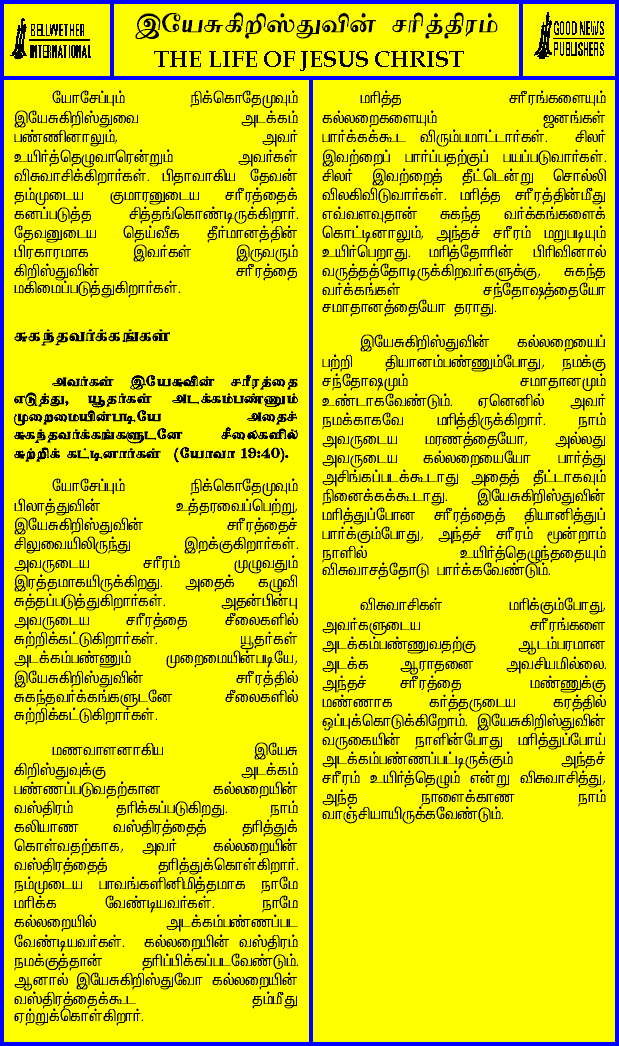 BELLWETHER
INTERNATIONAL
இயேசுகிறிஸ்துவின் சரித்திரம்
THE LIFE OF JESUS CHRIST
GOOD NEWS
PUBLISHERS
யோசேப்பும் நிக்கொதேமுவும்
இயேசுகிறிஸ்துவை அடக்கம்
பண்ணினாலும், அவர்
உயிர்த்தெழுவாரென்றும் அவர்கள்
விசுவாசிக்கிறார்கள். பிதாவாகிய தேவன்
தம்முடைய குமாரனுடைய சரீரத்தைக்
கனப்படுத்த சித்தங்கொண்டிருக்கிறார்.
தேவனுடைய தெய்வீக தீர்மானத்தின்
பிரகாரமாக இவர்கள் இருவரும்
கிறிஸ்துவின் சரீரத்தை
மகிமைப்படுத்துகிறார்கள்.
சுகந்தவர்க்கங்கள்
அவர்கள் இயேசுவின் சரீரத்தை
எடுத்து, யூதர்கள் அடக்கம்பண்ணும்
முறைமையின்படியே அதைச்
சுகந்தவர்க்கங்களுடனே சீலைகளில்
சுற்றிக் கட்டினார்கள் (யோவா 19:40).
யோசேப்பும் நிக்கொதேமுவும்
பிலாத்துவின் உத்தரவைப்பெற்று,
இயேசுகிறிஸ்துவின் சரீரத்தைச்
சிலுவையிலிருந்து இறக்குகிறார்கள்.
அவருடைய சரீரம் முழுவதும்
இரத்தமாகயிருக்கிறது. அதைக் கழுவி
சுத்தப்படுத்துகிறார்கள். அதன்பின்பு
அவருடைய சரீரத்தை சீலைகளில்
சுற்றிக்கட்டுகிறார்கள். யூதர்கள்
அடக்கம்பண்ணும் முறைமையின்படியே,
இயேசுகிறிஸ்துவின் சரீரத்தில்
சுகந்தவர்க்கங்களுடனே சீலைகளில்
சுற்றிக்கட்டுகிறார்கள்.
மணவாளனாகிய இயேசு
கிறிஸ்துவுக்கு அடக்கம்
பண்ணப்படுவதற்கான கல்லறையின்
வஸ்திரம் தரிக்கப்படுகிறது. நாம்
கலியாண வஸ்திரத்தைத் தரித்துக்
கொள்வதற்காக, அவர் கல்லறையின்
வஸ்திரத்தைத் தரித்துக்கொள்கிறார்.
நம்முடைய பாவங்களினிமித்தமாக நாமே
மரிக்க வேண்டியவர்கள். நாமே
கல்லறையில் அடக்கம்பண்ணப்பட
வேண்டியவர்கள். கல்லறையின் வஸ்திரம்
நமக்குத்தான் தரிப்பிக்கப்படவேண்டும்.
ஆனால் இயேசுகிறிஸ்துவோ கல்லறையின்
வஸ்திரத்தைக்கூட தம்மீது
ஏற்றுக்கொள்கிறார்.
மரித்த சரீரங்களையும்
கல்லறைகளையும் ஜனங்கள்
பார்க்கக்கூட விரும்பமாட்டார்கள். சிலர்
இவற்றைப் பார்ப்பதற்குப் பயப்படுவார்கள்.
சிலர் இவற்றைத் தீட்டென்று சொல்லி
விலகிவிடுவார்கள். மரித்த சரீரத்தின்மீது
எவ்வளவுதான் சுகந்த வர்க்கங்களைக்
கொட்டினாலும், அந்தச் சரீரம் மறுபடியும்
உயிர்பெறாது. மரித்தோரின் பிரிவினால்
வருத்தத்தோடிருக்கிறவர்களுக்கு, சுகந்த
வர்க்கங்கள் சந்தோஷத்தையோ
சமாதானத்தையோ தராது.
இயேசுகிறிஸ்துவின் கல்லறையைப்
பற்றி தியானம்பண்ணும்போது, நமக்கு
சந்தோஷமும் சமாதானமும்
உண்டாகவேண்டும். ஏனெனில் அவர்
நமக்காகவே மரித்திருக்கிறார். நாம்
அவருடைய மரணத்தையோ, அல்லது
அவருடைய கல்லறையையோ பார்த்து
அசிங்கப்படக்கூடாது அதைத் தீட்டாகவும்
நினைக்கக்கூடாது. இயேசுகிறிஸ்துவின்
மரித்துப்போன சரீரத்தைத் தியானித்துப்
பார்க்கும்போது, அந்தச் சரீரம் மூன்றாம்
நாளில் உயிர்த்தெழுந்ததையும்
விசுவாசத்தோடு பார்க்கவேண்டும்.
விசுவாசிகள் மரிக்கும்போது,
அவர்களுடைய சரீரங்களை
அடக்கம்பண்ணுவதற்கு ஆடம்பரமான
அடக்க ஆராதனை அவசியமில்லை.
அந்தச் சரீரத்தை மண்ணுக்கு
மண்ணாக கர்த்தருடைய கரத்தில்
ஒப்புக்கொடுக்கிறோம். இயேசுகிறிஸ்துவின்
வருகையின் நாளின்போது மரித்துப்போய்
அடக்கம்பண்ணப்பட்டிருக்கும் அந்தச்
சரீரம் உயிர்த்தெழும் என்று விசுவாசித்து,
அந்த நாளைக்காண நாம்
வாஞ்சியாயிருக்கவேண்டும்.